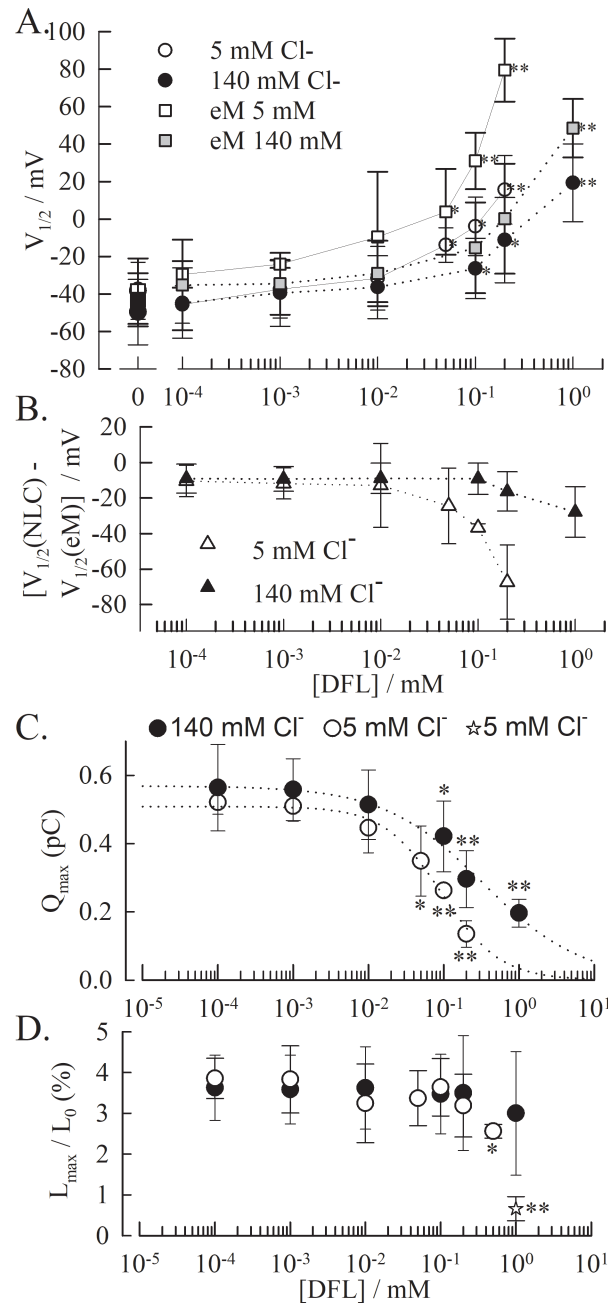 A.
100
80
60
40
20
0
-20
-40
-60
-80
V1/2 / mV
5 mM Cl-
140 mM Cl-
eM 5 mM
eM 140 mM
** ** ** ** ** * * * * * *
0 10⁻⁴ 10⁻³ 10⁻² 10⁻¹ 10⁰
B.
20
0
-20
-40
-60
-80
[V1/2(NLC) -
V1/2(eM)] / mV
5 mM Cl⁻
140 mM Cl⁻
10⁻⁴ 10⁻³ 10⁻² 10⁻¹ 10⁰
[DFL] / mM
C.
140 mM Cl⁻ 5 mM Cl⁻ 5 mM Cl⁻
0.6
0.4
0.2
0.0
Qmax (pC)
* ** **
* ** **
10⁻⁵ 10⁻⁴ 10⁻³ 10⁻² 10⁻¹ 10⁰ 10¹
D.
5
4
3
2
1
0
Lmax / L0 (%)
* **
10⁻⁵ 10⁻⁴ 10⁻³ 10⁻² 10⁻¹ 10⁰ 10¹
[DFL] / mM